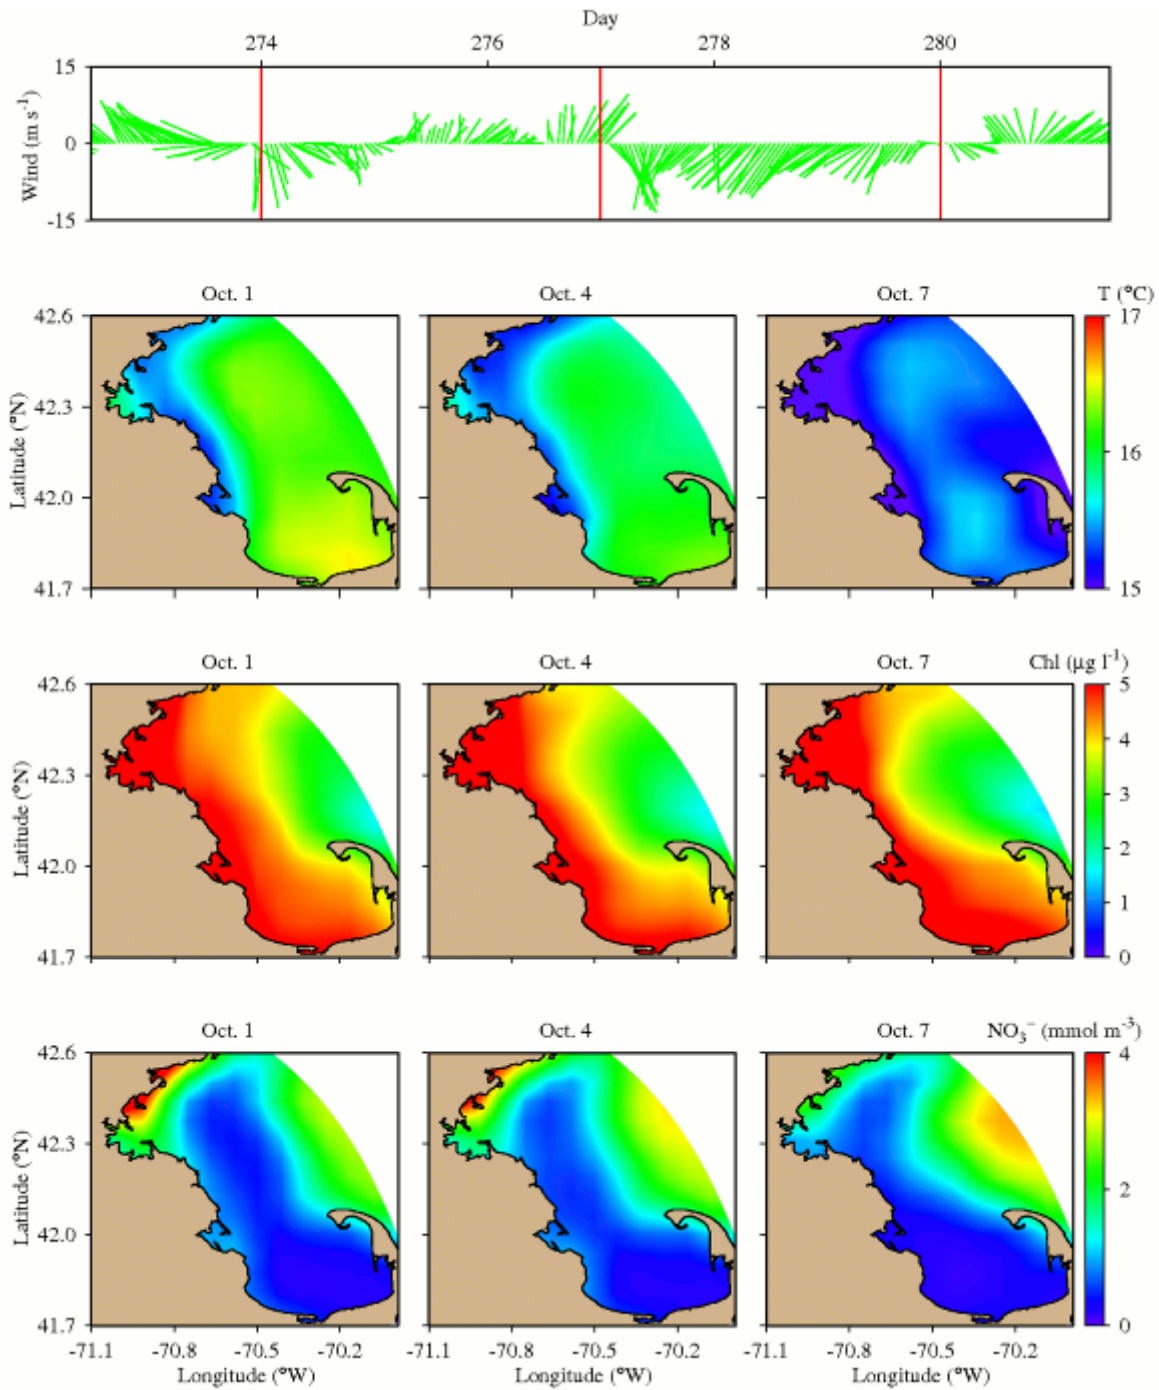 Day
274 276 278 280
15
0
-15
Wind (m s-1)
Oct. 1 Oct. 4 Oct. 7 T (°C)
42.6
42.3
42.0
41.7
Latitude (°N)
17
16
15
Oct. 1 Oct. 4 Oct. 7 Chl (µg l-1)
42.6
42.3
42.0
41.7
Latitude (°N)
5
4
3
2
1
0
Oct. 1 Oct. 4 Oct. 7 NO3- (mmol m-3)
42.6
42.3
42.0
41.7
Latitude (°N)
4
2
0
-71.1 -70.8 -70.5 -70.2 -71.1 -70.8 -70.5 -70.2 -71.1 -70.8 -70.5 -70.2
Longitude (°W) Longitude (°W) Longitude (°W)